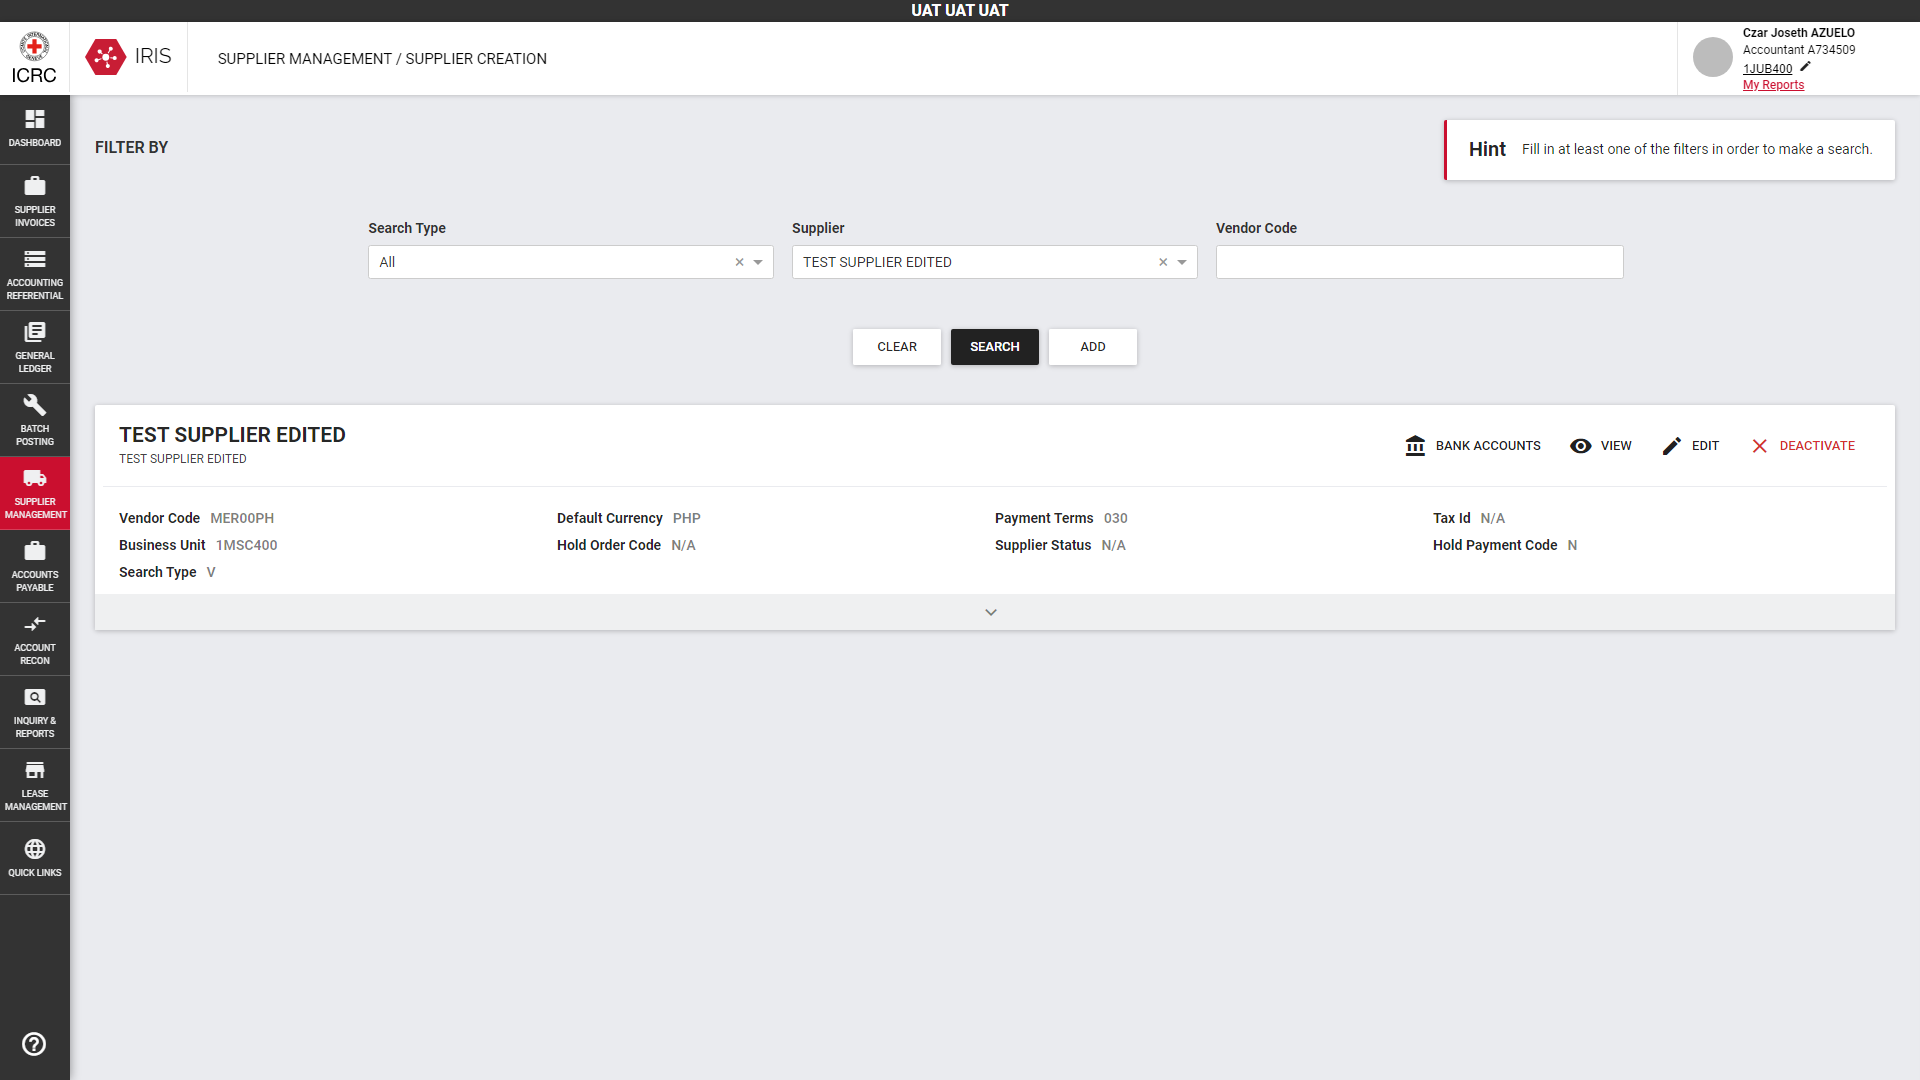 UAT UAT UAT
ICRC
IRIS
SUPPLIER MANAGEMENT / SUPPLIER CREATION
Czar Joseth AZUELO
Accountant A734509
1JUB400
My Reports
DASHBOARD
SUPPLIER
INVOICES
ACCOUNTING
REFERENTIAL
GENERAL
LEDGER
BATCH
POSTING
SUPPLIER
MANAGEMENT
ACCOUNTS
PAYABLE
ACCOUNT
RECON
INQUIRY &
REPORTS
LEASE
MANAGEMENT
QUICK LINKS
FILTER BY
Hint Fill in at least one of the filters in order to make a search.
Search Type
All
Supplier
TEST SUPPLIER EDITED
Vendor Code
CLEAR
SEARCH
ADD
TEST SUPPLIER EDITED
TEST SUPPLIER EDITED
BANK ACCOUNTS
VIEW
EDIT
DEACTIVATE
Vendor Code MER00PH
Default Currency PHP
Payment Terms 030
Tax Id N/A
Business Unit 1MSC400
Hold Order Code N/A
Supplier Status N/A
Hold Payment Code N
Search Type V